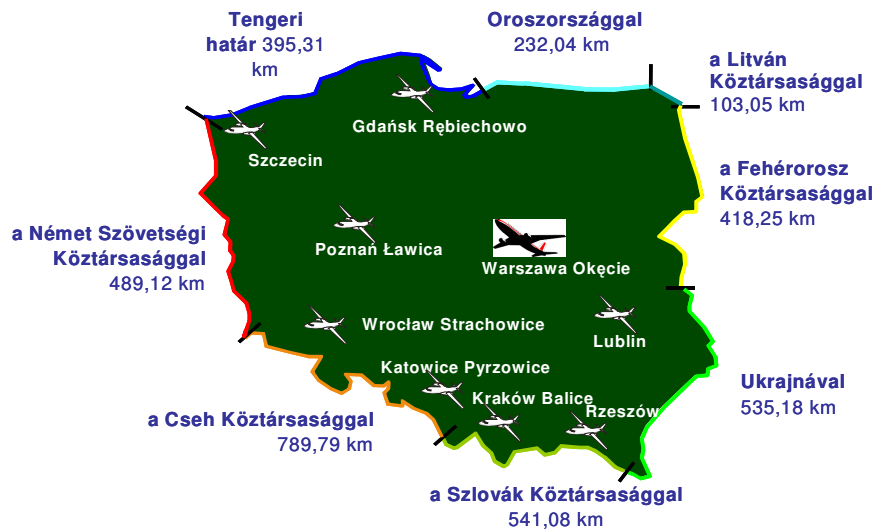 Tengeri
határ 395,31
km
Oroszországgal
232,04 km
a Litván
Köztársasággal
103,05 km
Gdańsk Rębiechowo
Szczecin
a Fehérorosz
Köztársasággal
418,25 km
a Német Szövetségi
Köztársasággal
489,12 km
Poznań Ławica
Warszawa Okęcie
Wrocław Strachowice
Lublin
Katowice Pyrzowice
Kraków Balice
Rzeszów
Ukrajnával
535,18 km
a Cseh Köztársasággal
789,79 km
a Szlovák Köztársasággal
541,08 km